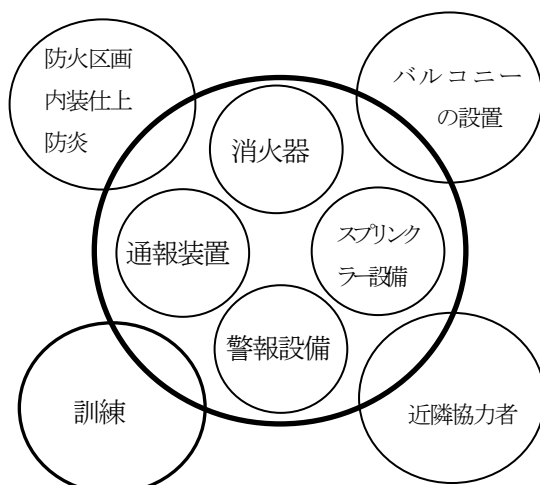 防火区画
内装仕上
防炎
バルコニー
の設置
消火器
通報装置
スプリンク
ラー設備
警報設備
訓練
近隣協力者